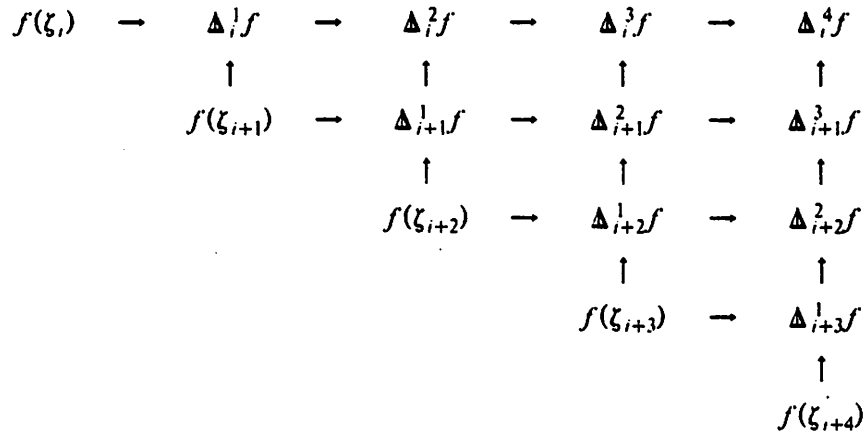 f(ζ_i) → Δ_i^1 f → Δ_i^2 f → Δ_i^3 f → Δ_i^4 f
↑ ↑ ↑ ↑
f(ζ_{i+1}) → Δ_{i+1}^1 f → Δ_{i+1}^2 f → Δ_{i+1}^3 f
↑ ↑ ↑
f(ζ_{i+2}) → Δ_{i+2}^1 f → Δ_{i+2}^2 f
↑ ↑
f(ζ_{i+3}) → Δ_{i+3}^1 f
↑
f(ζ_{i+4})